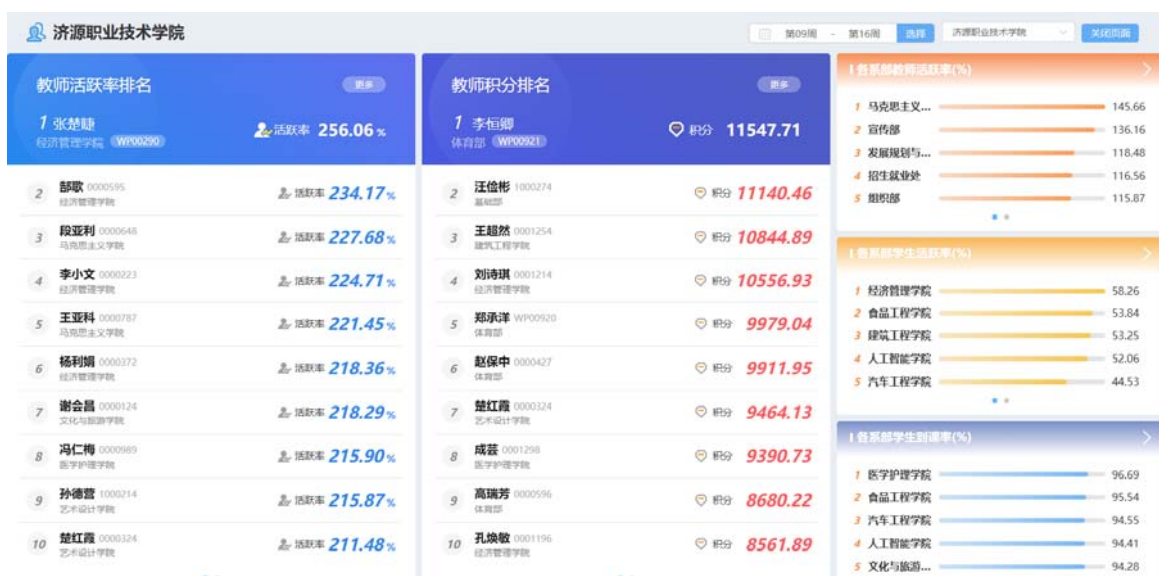 济源职业技术学院
第09周 - 第16周 选择 济源职业技术学院 关闭页面
教师活跃率排名 更多
1 张楚睫 活跃率 256.06 %
经济管理学院 WP00290
2 郜歌 0000595 活跃率 234.17 %
经济管理学院
3 段亚利 0000648 活跃率 227.68 %
马克思主义学院
4 李小文 0000223 活跃率 224.71 %
经济管理学院
5 王亚科 0000787 活跃率 221.45 %
马克思主义学院
6 杨利娟 0000372 活跃率 218.36 %
经济管理学院
7 谢会昌 0000124 活跃率 218.29 %
文化与旅游学院
8 冯仁梅 0000989 活跃率 215.90 %
医学护理学院
9 孙德营 1000214 活跃率 215.87 %
艺术设计学院
10 楚红霞 0000324 活跃率 211.48 %
艺术设计学院
教师积分排名 更多
1 李恒卿 积分 11547.71
体育部 WP00921
2 汪俭彬 1000274 积分 11140.46
基础部
3 王超然 0001254 积分 10844.89
建筑工程学院
4 刘诗琪 0001214 积分 10556.93
经济管理学院
5 郑承洋 WP00920 积分 9979.04
体育部
6 赵保中 0000427 积分 9911.95
体育部
7 楚红霞 0000324 积分 9464.13
艺术设计学院
8 成芸 0001298 积分 9390.73
医学护理学院
9 高瑞芳 0000596 积分 8680.22
体育部
10 孔焕敏 0001196 积分 8561.89
经济管理学院
各系部教师活跃率(%)
1 马克思主义... 145.66
2 宣传部 136.16
3 发展规划与... 118.48
4 招生就业处 116.56
5 组织部 115.87
各系部学生活跃率(%)
1 经济管理学院 58.26
2 食品工程学院 53.84
3 建筑工程学院 53.25
4 人工智能学院 52.06
5 汽车工程学院 44.53
各系部学生到课率(%)
1 医学护理学院 96.69
2 食品工程学院 95.54
3 汽车工程学院 94.55
4 人工智能学院 94.41
5 文化与旅游... 94.28